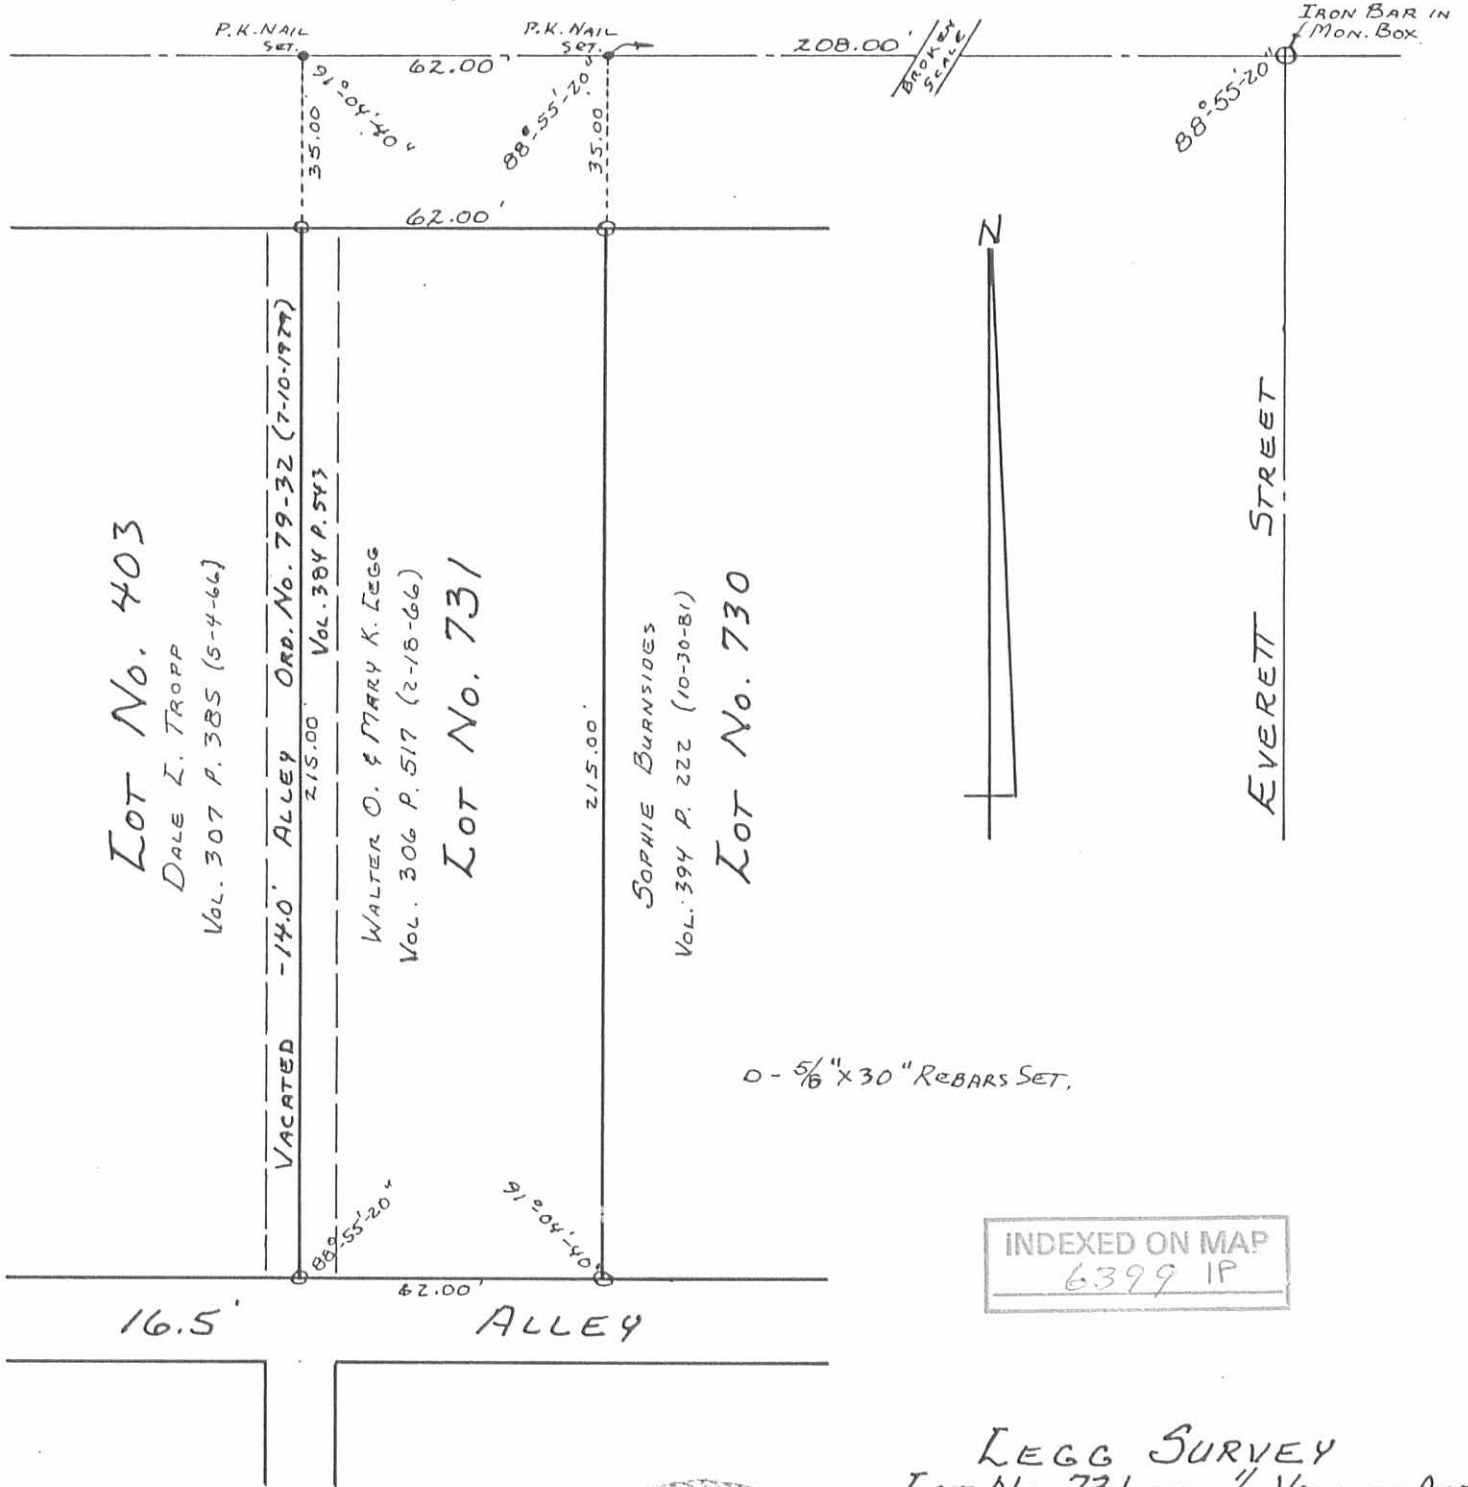 P.K. NAIL
SET.
P.K. NAIL
SET.
IRON BAR IN
MON. BOX
62.00'
208.00'
BROKEN
SCALE
91°-04'-40"
88°-55'-20"
88°-55'-20"
35.00
35.00
62.00'
N
LOT No. 403
DALE L. TROPP
VOL. 307 P. 385 (5-4-66)
VACATED -14.0' ALLEY ORD. No. 79-32 (7-10-1979)
VOL. 384 P. 543
215.00'
WALTER O. & MARY K. LEGG
VOL. 306 P. 517 (2-18-66)
LOT No. 731
215.00'
SOPHIE BURNSIDES
VOL. 394 P. 222 (10-30-81)
LOT No. 730
EVERETT STREET
O - 5/8" X 30" REBARS SET.
88°-55'-20"
91°-04'-40"
62.00'
16.5' ALLEY
INDEXED ON MAP
6399 IP
LEGG SURVEY
LOT No. 731